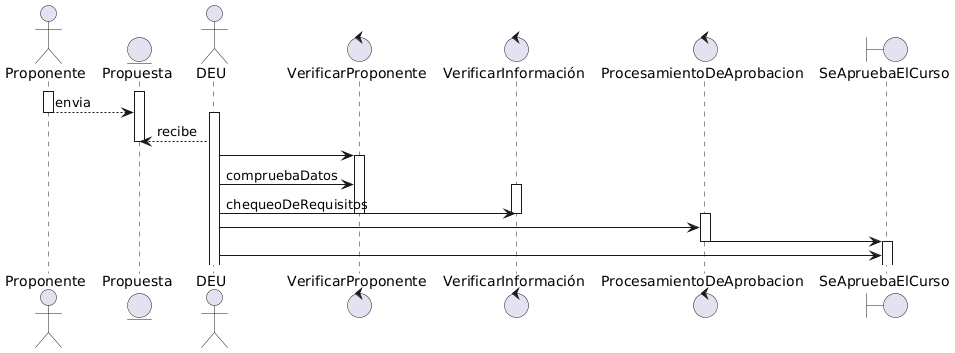 Proponente Propuesta DEU VerificarProponente VerificarInformación ProcesamientoDeAprobacion SeApruebaElCurso
envia
recibe
compruebaDatos
chequeoDeRequisitos
Proponente Propuesta DEU VerificarProponente VerificarInformación ProcesamientoDeAprobacion SeApruebaElCurso